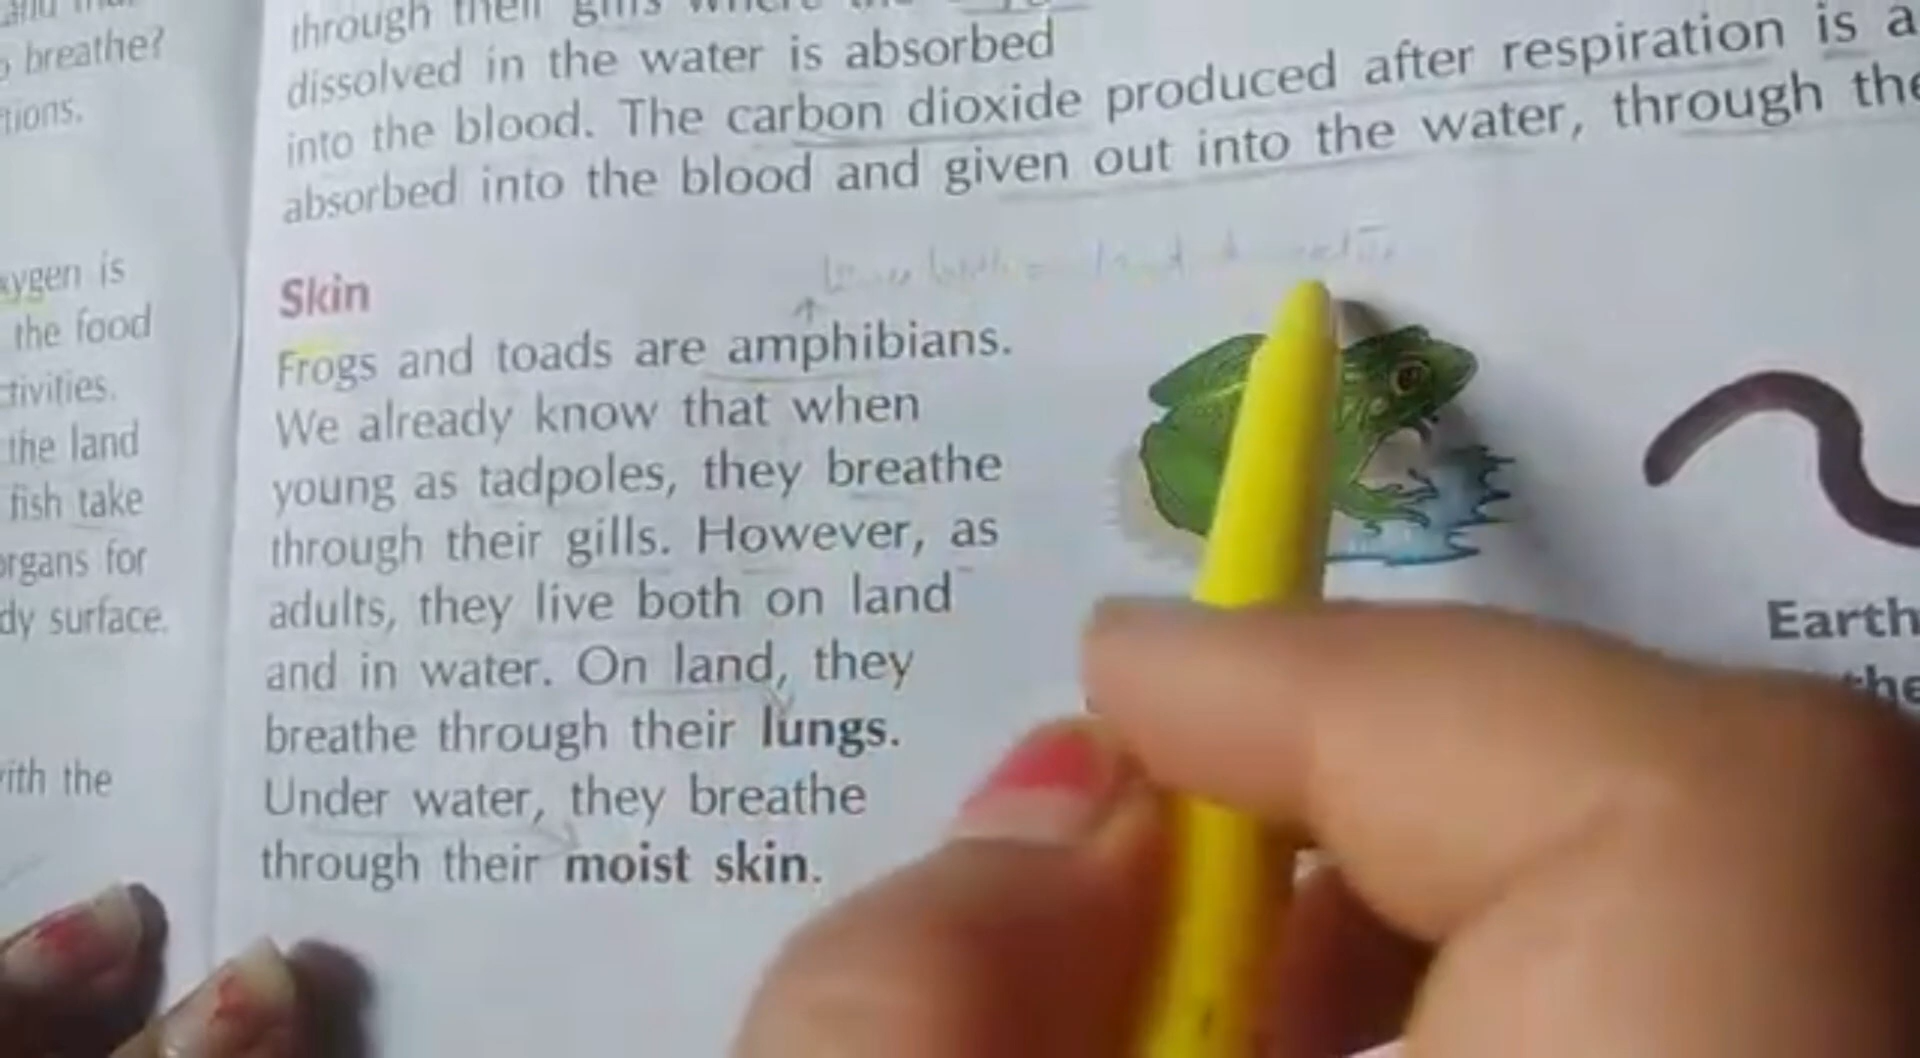 o breathe?
tions.
xygen is
the food
ctivities.
the land
fish take
organs for
dy surface.
with the
through their gills where the
dissolved in the water is absorbed
into the blood. The carbon dioxide produced after respiration is a
absorbed into the blood and given out into the water, through the
Skin
Frogs and toads are amphibians.
We already know that when
young as tadpoles, they breathe
through their gills. However, as
adults, they live both on land
and in water. On land, they
breathe through their lungs.
Under water, they breathe
through their moist skin.
Earth
the